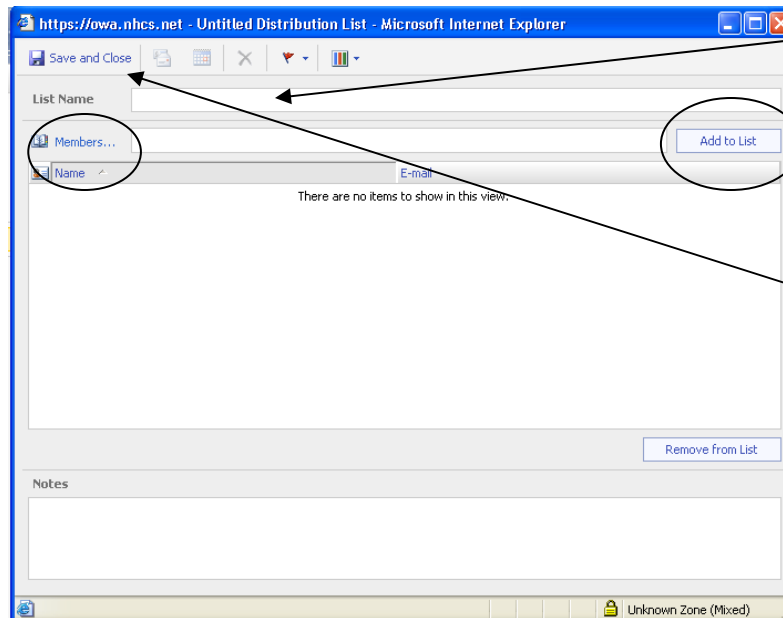 https://owa.nhcs.net - Untitled Distribution List - Microsoft Internet Explorer
Save and Close
List Name
Members...
Add to List
Name E-mail
There are no items to show in this view.
Remove from List
Notes
Unknown Zone (Mixed)